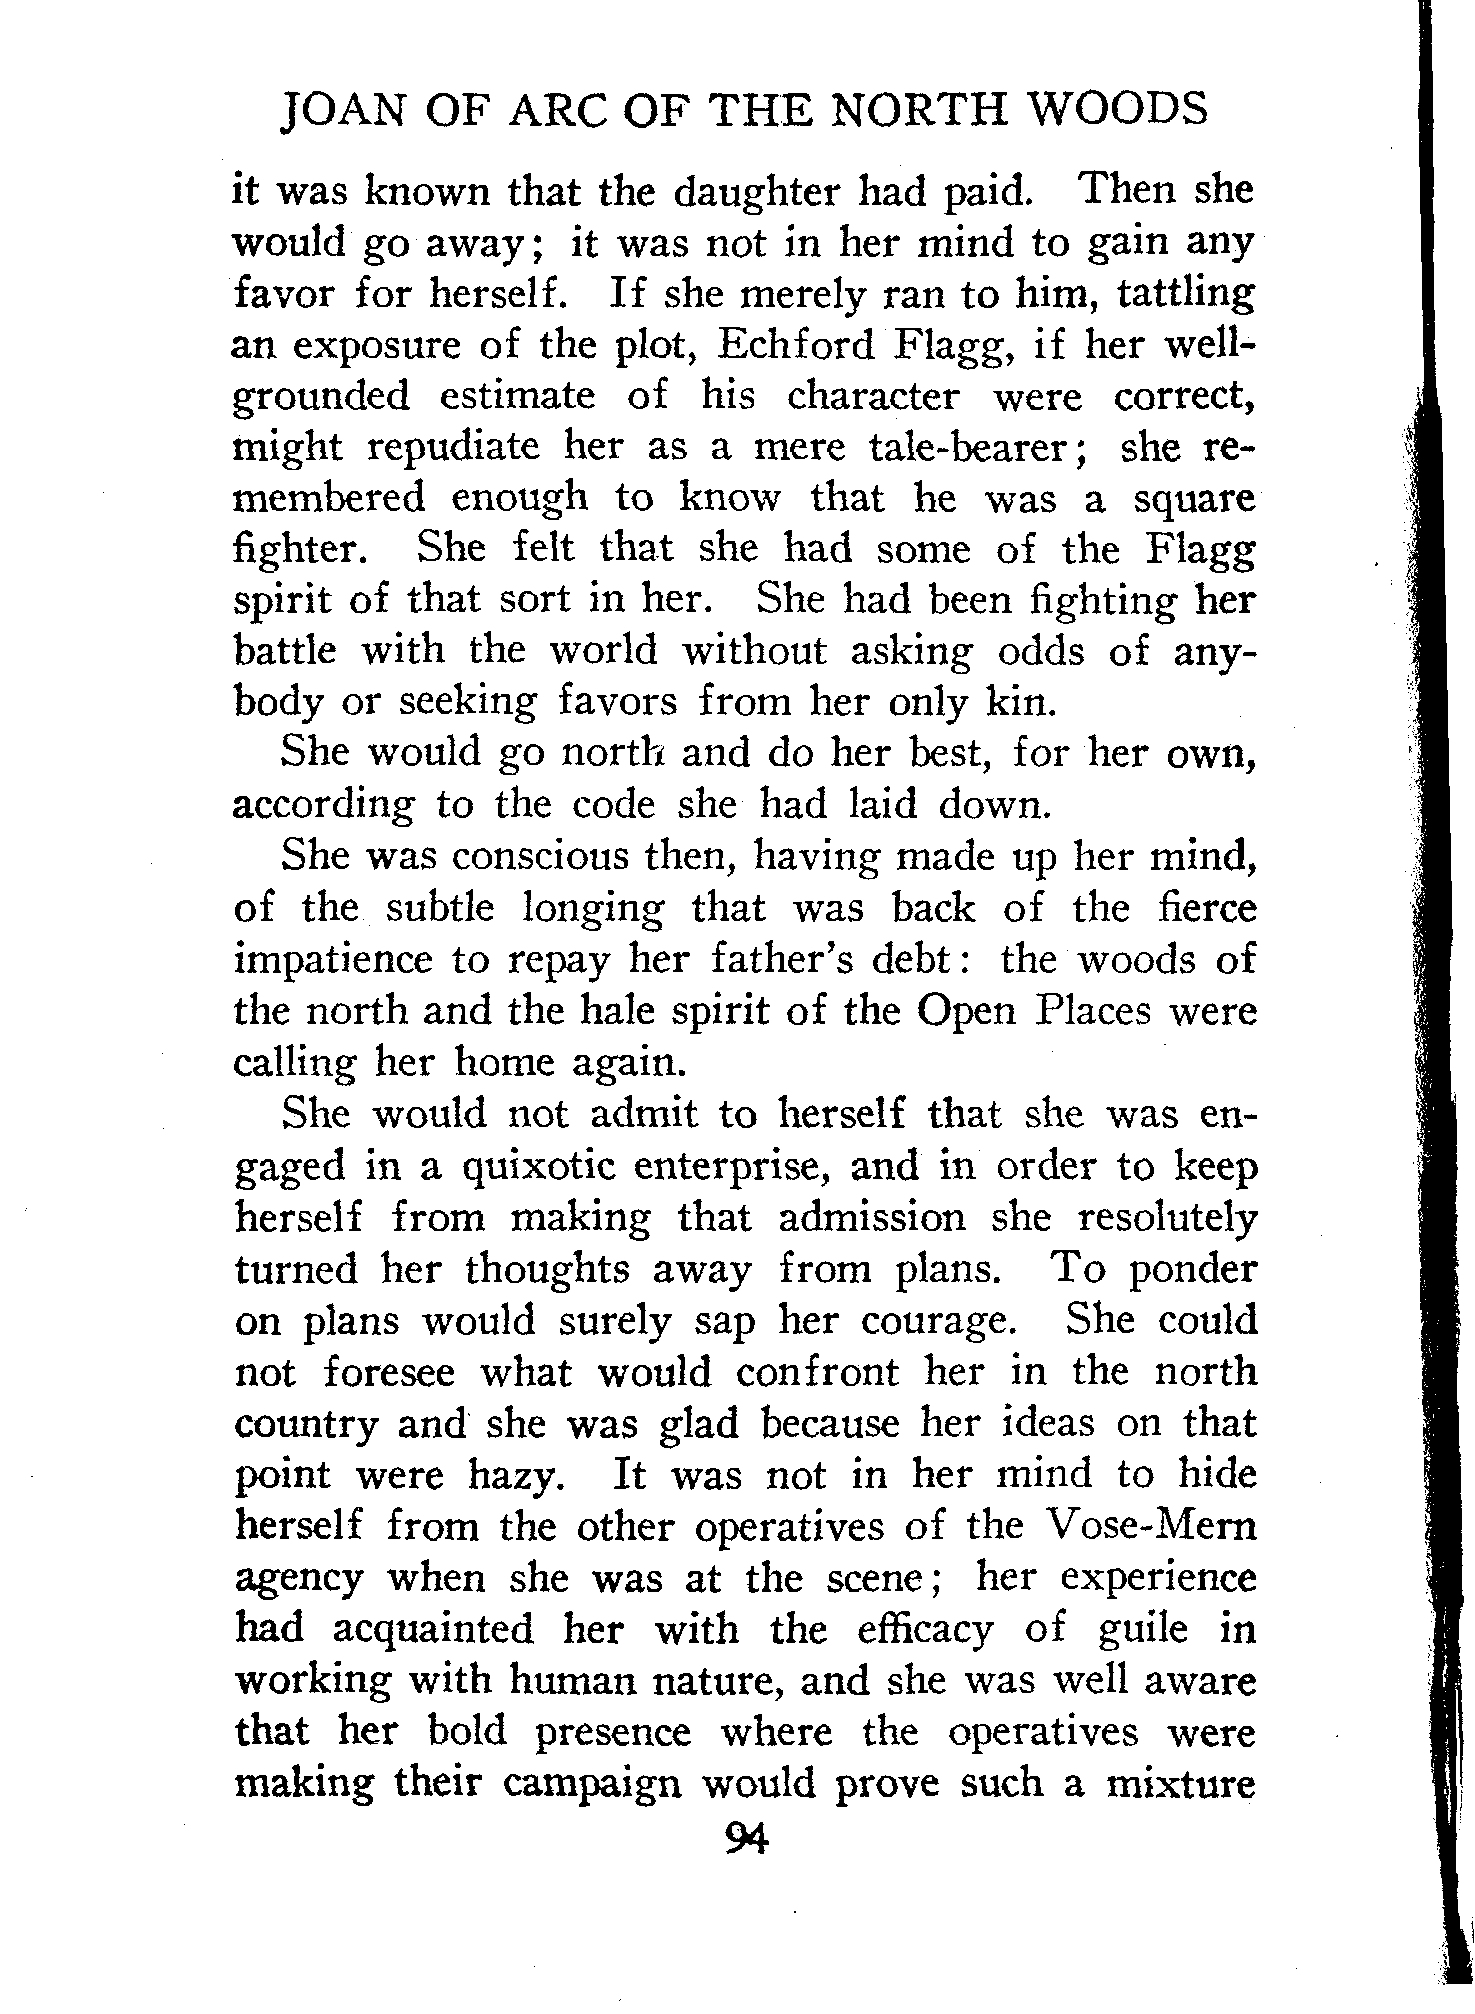 JOAN OF ARC OF THE NORTH WOODS
it was known that the daughter had paid. Then she
would go away; it was not in her mind to gain any
favor for herself. If she merely ran to him, tattling
an exposure of the plot, Echford Flagg, if her well-
grounded estimate of his character were correct,
might repudiate her as a mere tale-bearer; she re-
membered enough to know that he was a square
fighter. She felt that she had some of the Flagg
spirit of that sort in her. She had been fighting her
battle with the world without asking odds of any-
body or seeking favors from her only kin.
She would go north and do her best, for her own,
according to the code she had laid down.
She was conscious then, having made up her mind,
of the subtle longing that was back of the fierce
impatience to repay her father's debt: the woods of
the north and the hale spirit of the Open Places were
calling her home again.
She would not admit to herself that she was en-
gaged in a quixotic enterprise, and in order to keep
herself from making that admission she resolutely
turned her thoughts away from plans. To ponder
on plans would surely sap her courage. She could
not foresee what would confront her in the north
country and she was glad because her ideas on that
point were hazy. It was not in her mind to hide
herself from the other operatives of the Vose-Mern
agency when she was at the scene; her experience
had acquainted her with the efficacy of guile in
working with human nature, and she was well aware
that her bold presence where the operatives were
making their campaign would prove such a mixture
94